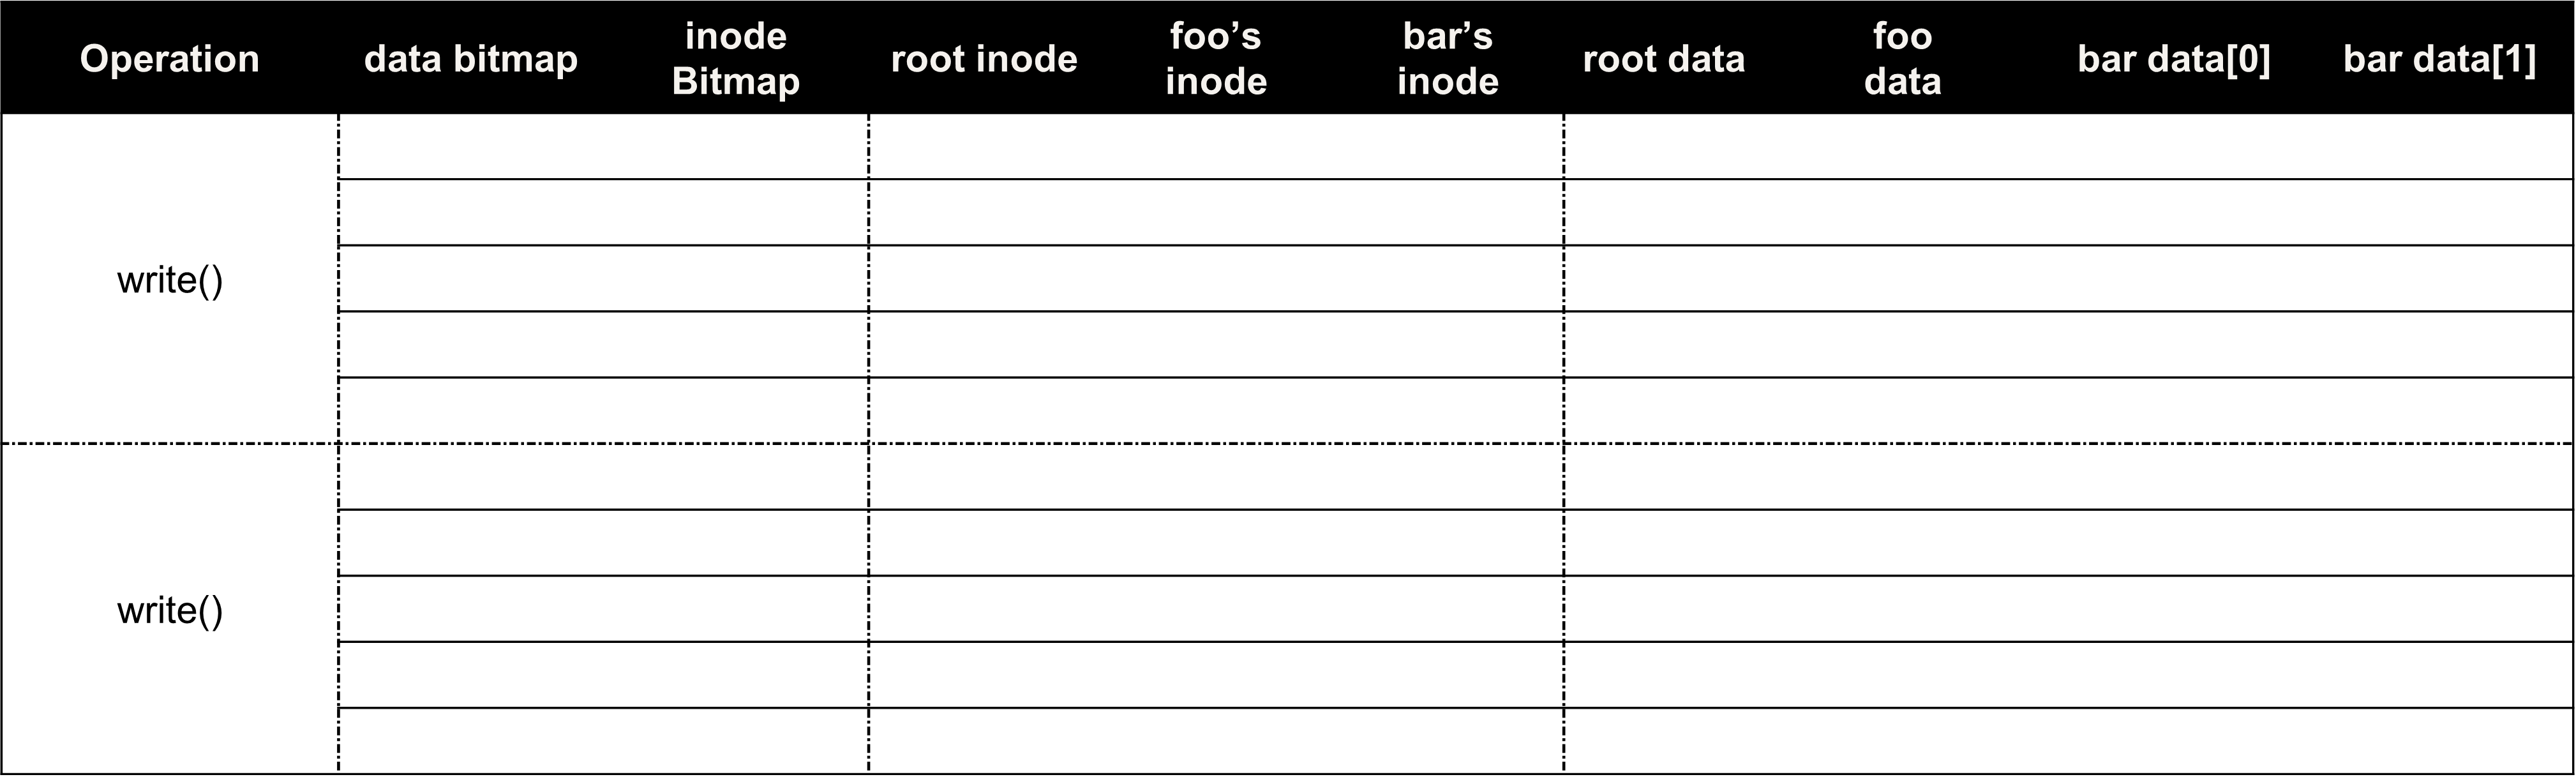 Operation
data bitmap
inode
Bitmap
root inode
foo’s
inode
bar’s
inode
root data
foo
data
bar data[0]
bar data[1]
write()
write()